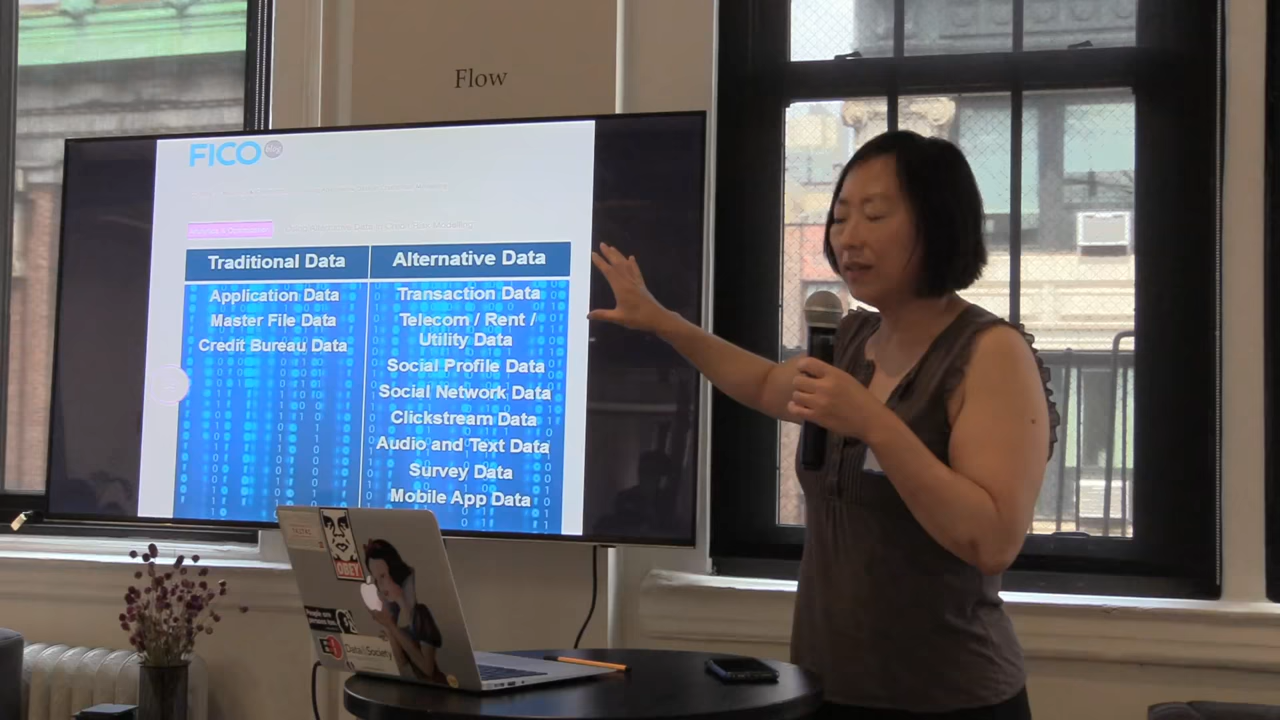 Flow
FICO blog
Traditional Data
Alternative Data
Application Data
Master File Data
Credit Bureau Data
Transaction Data
Telecom / Rent /
Utility Data
Social Profile Data
Social Network Data
Clickstream Data
Audio and Text Data
Survey Data
Mobile App Data
OBEY
Data&Society